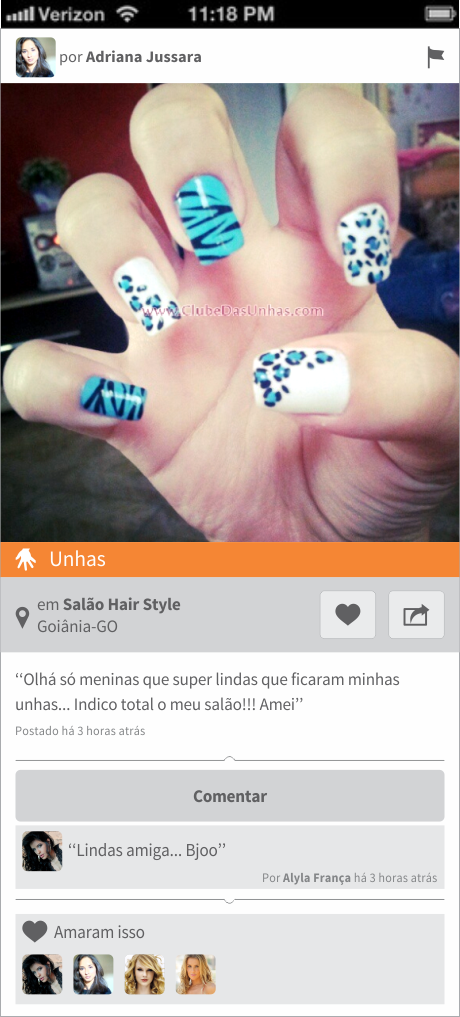 Verizon 11:18 PM
por Adriana Jussara
www.ClubeDasUnhas.com
Unhas
em Salão Hair Style
Goiânia-GO
‘‘Olhá só meninas que super lindas que ficaram minhas
unhas... Indico total o meu salão!!! Amei’’
Postado há 3 horas atrás
Comentar
‘‘Lindas amiga... Bjoo’’
Por Alyla França há 3 horas atrás
Amaram isso